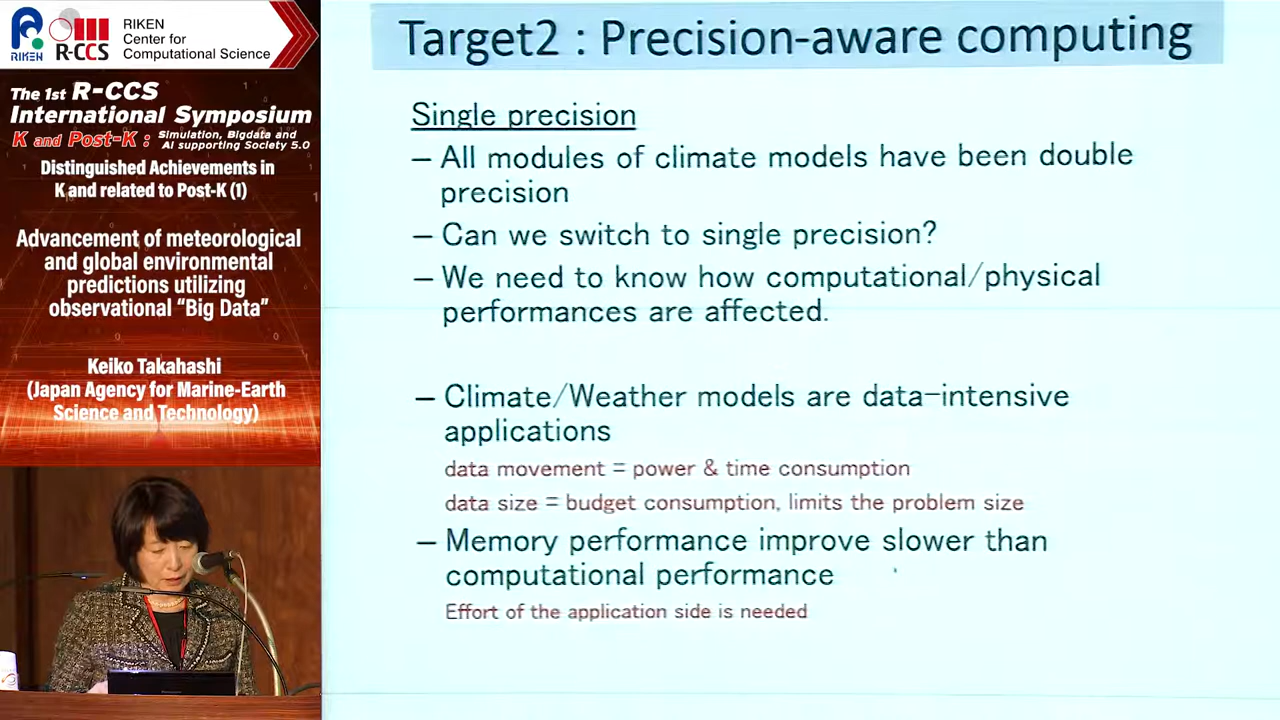 RIKEN
R-CCS
RIKEN
Center for
Computational Science
The 1st R-CCS
International Symposium
K and Post-K : Simulation, Bigdata and
AI supporting Society 5.0
Distinguished Achievements in
K and related to Post-K (1)
Advancement of meteorological
and global environmental
predictions utilizing
observational “Big Data”
Keiko Takahashi
(Japan Agency for Marine-Earth
Science and Technology)
Target2 : Precision-aware computing
Single precision
– All modules of climate models have been double
precision
– Can we switch to single precision?
– We need to know how computational/physical
performances are affected.
– Climate/Weather models are data-intensive
applications
data movement = power & time consumption
data size = budget consumption, limits the problem size
– Memory performance improve slower than
computational performance
Effort of the application side is needed